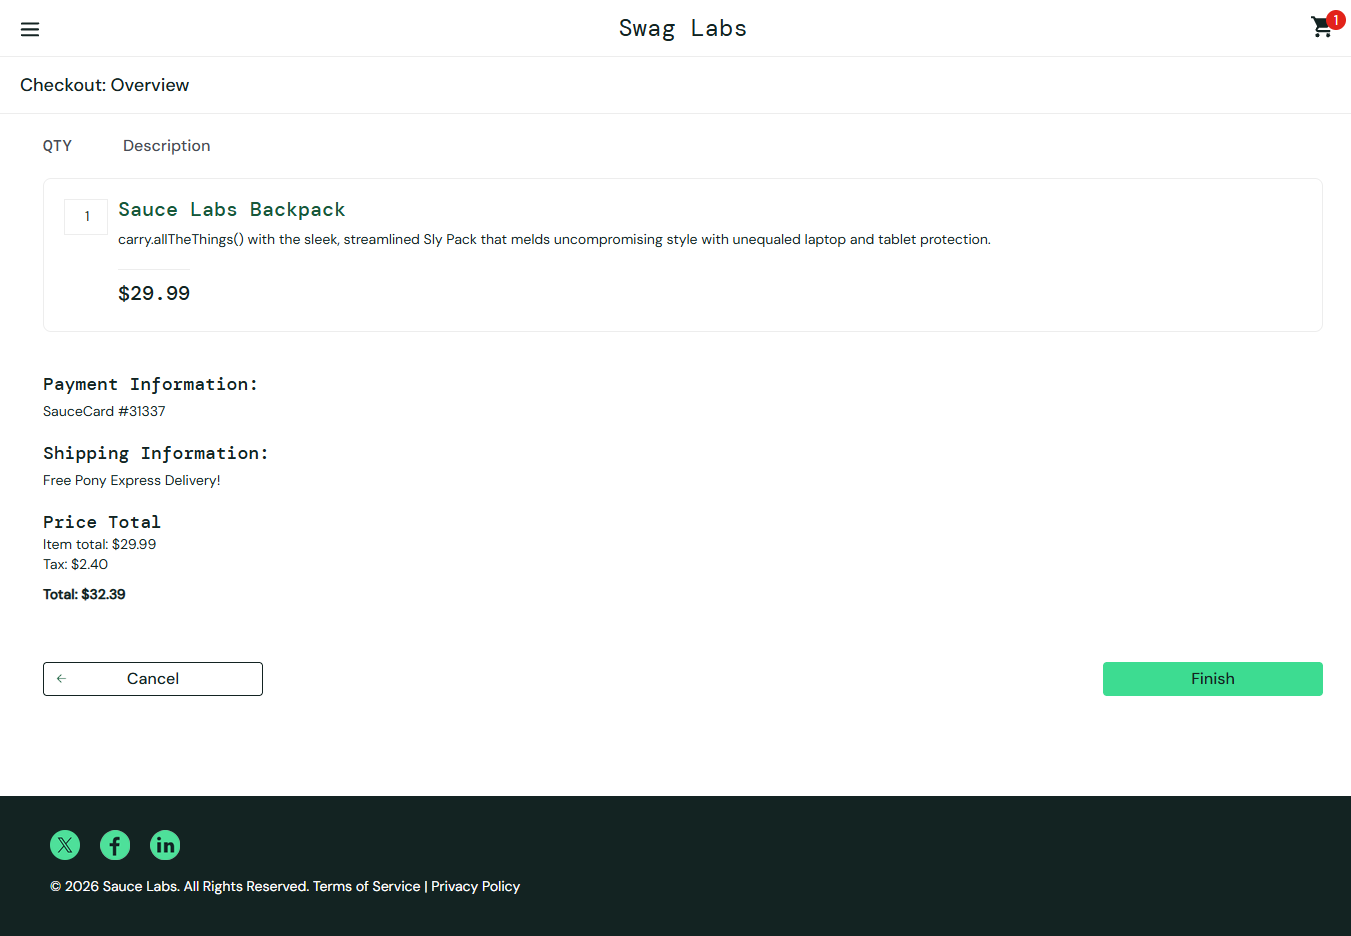 Swag Labs
1
Checkout: Overview
QTY Description
1
Sauce Labs Backpack
carry.allTheThings() with the sleek, streamlined Sly Pack that melds uncompromising style with unequaled laptop and tablet protection.
$29.99
Payment Information:
SauceCard #31337
Shipping Information:
Free Pony Express Delivery!
Price Total
Item total: $29.99
Tax: $2.40
Total: $32.39
Cancel
Finish
© 2026 Sauce Labs. All Rights Reserved. Terms of Service | Privacy Policy